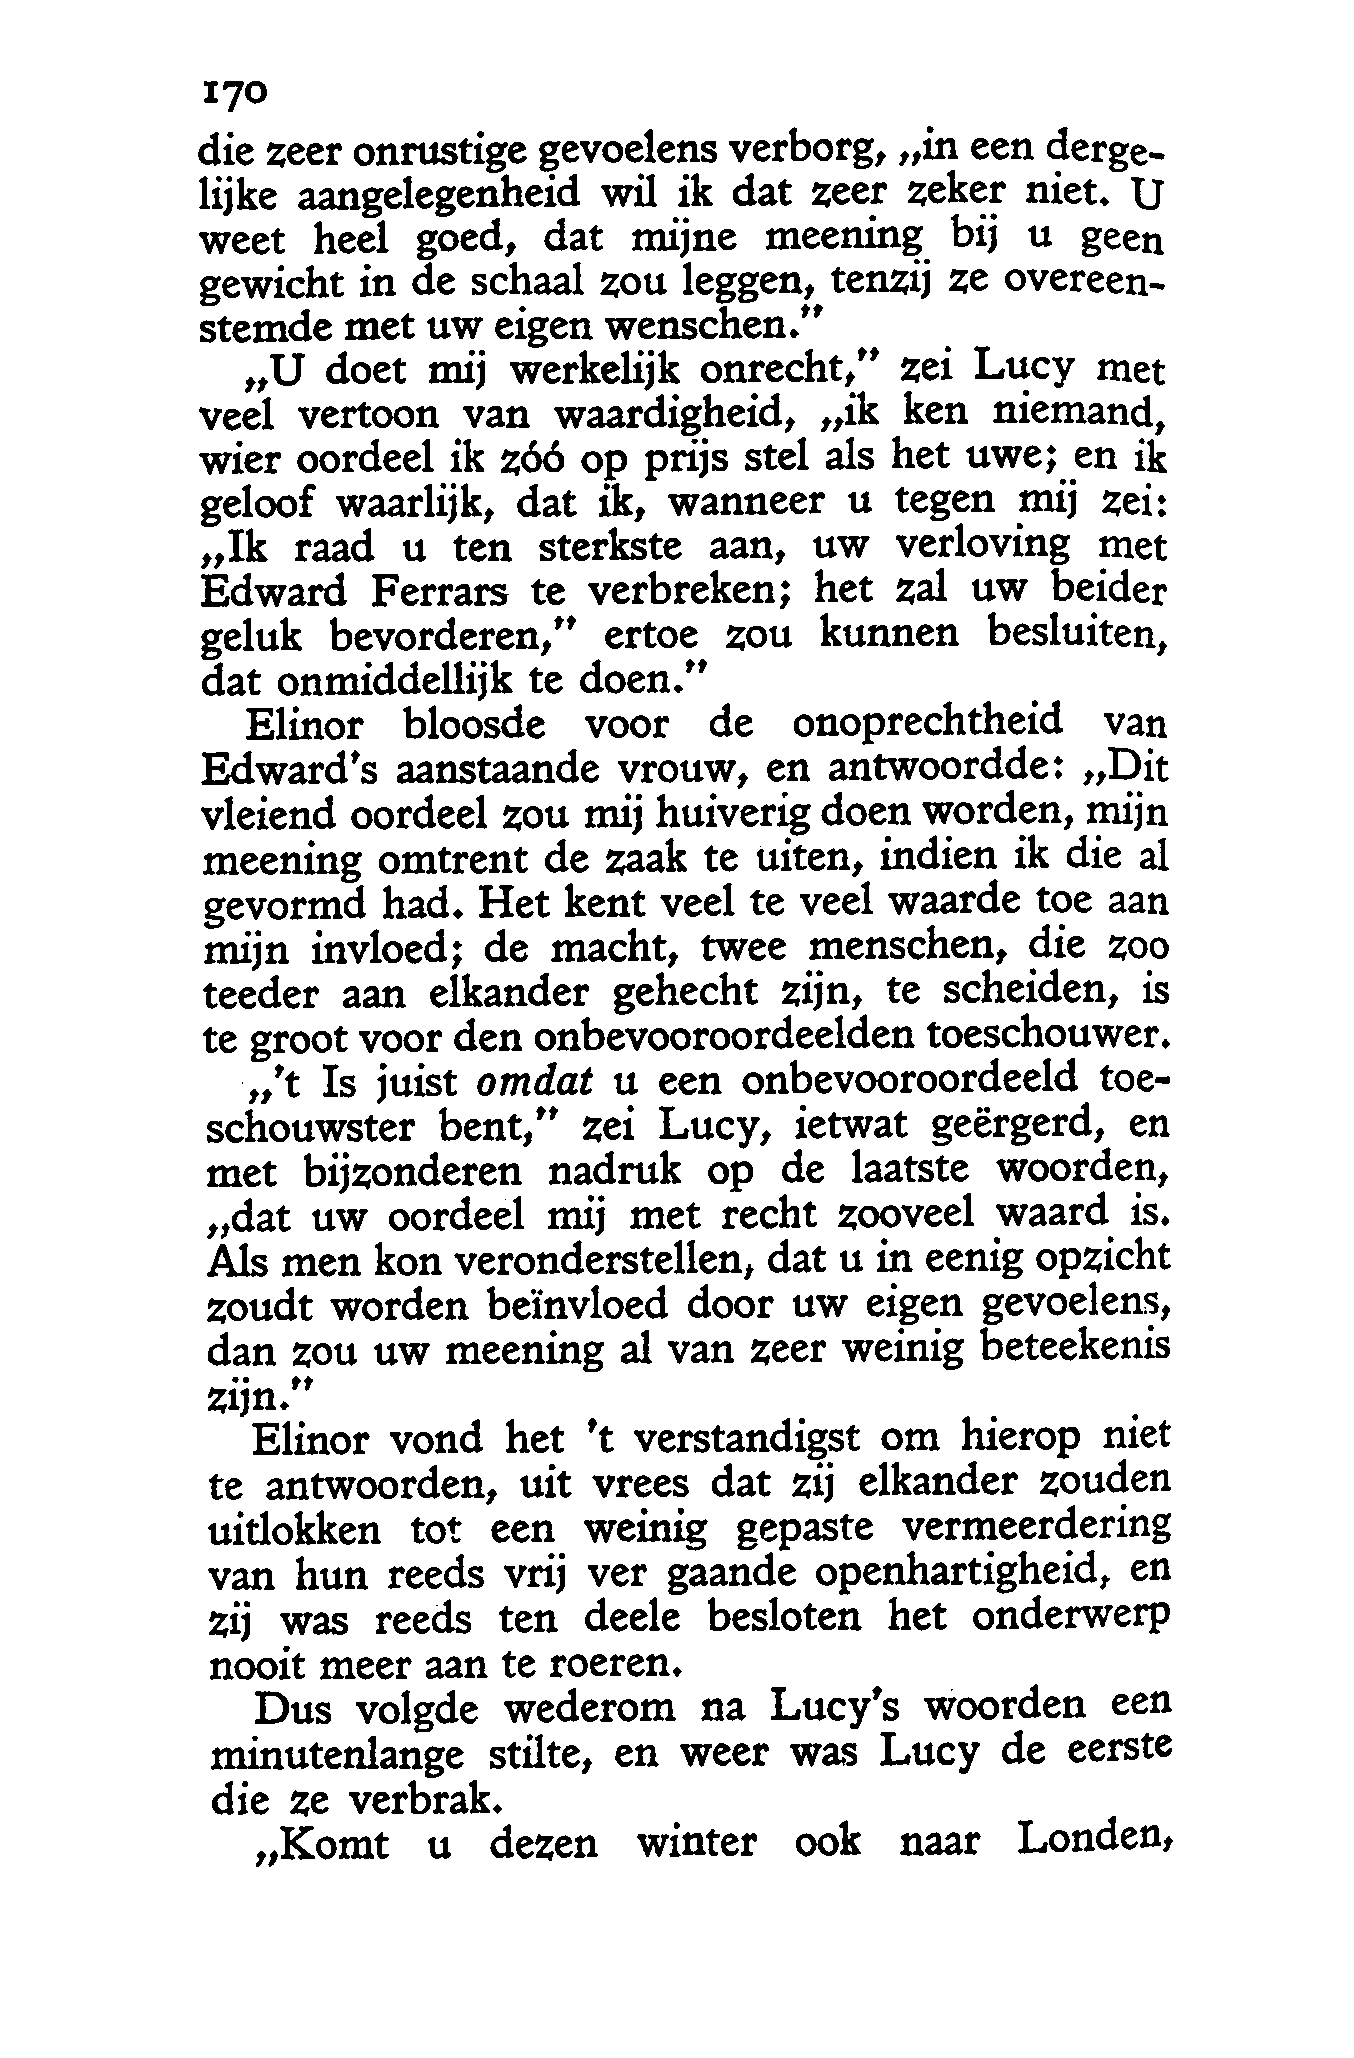 170
die zeer onrustige gevoelens verborg, „in een derge-
lijke aangelegenheid wil ik dat zeer zeker niet. U
weet heel goed, dat mijne meening bij u geen
gewicht in de schaal zou leggen, tenzij ze overeen-
stemde met uw eigen wenschen.”
„U doet mij werkelijk onrecht,” zei Lucy met
veel vertoon van waardigheid, „ik ken niemand,
wier oordeel ik zóó op prijs stel als het uwe; en ik
geloof waarlijk, dat ik, wanneer u tegen mij zei:
„Ik raad u ten sterkste aan, uw verloving met
Edward Ferrars te verbreken; het zal uw beider
geluk bevorderen,” ertoe zou kunnen besluiten,
dat onmiddellijk te doen.”
Elinor bloosde voor de onoprechtheid van
Edward's aanstaande vrouw, en antwoordde: „Dit
vleiend oordeel zou mij huiverig doen worden, mijn
meening omtrent de zaak te uiten, indien ik die al
gevormd had. Het kent veel te veel waarde toe aan
mijn invloed; de macht, twee menschen, die zoo
teeder aan elkander gehecht zijn, te scheiden, is
te groot voor den onbevooroordeelden toeschouwer.
„'t Is juist omdat u een onbevooroordeeld toe-
schouwster bent,” zei Lucy, ietwat geërgerd, en
met bijzonderen nadruk op de laatste woorden,
„dat uw oordeel mij met recht zooveel waard is.
Als men kon veronderstellen, dat u in eenig opzicht
zoudt worden beïnvloed door uw eigen gevoelens,
dan zou uw meening al van zeer weinig beteekenis
zijn.”
Elinor vond het 't verstandigst om hierop niet
te antwoorden, uit vrees dat zij elkander zouden
uitlokken tot een weinig gepaste vermeerdering
van hun reeds vrij ver gaande openhartigheid, en
zij was reeds ten deele besloten het onderwerp
nooit meer aan te roeren.
Dus volgde wederom na Lucy's woorden een
minutenlange stilte, en weer was Lucy de eerste
die ze verbrak.
„Komt u dezen winter ook naar Londen,